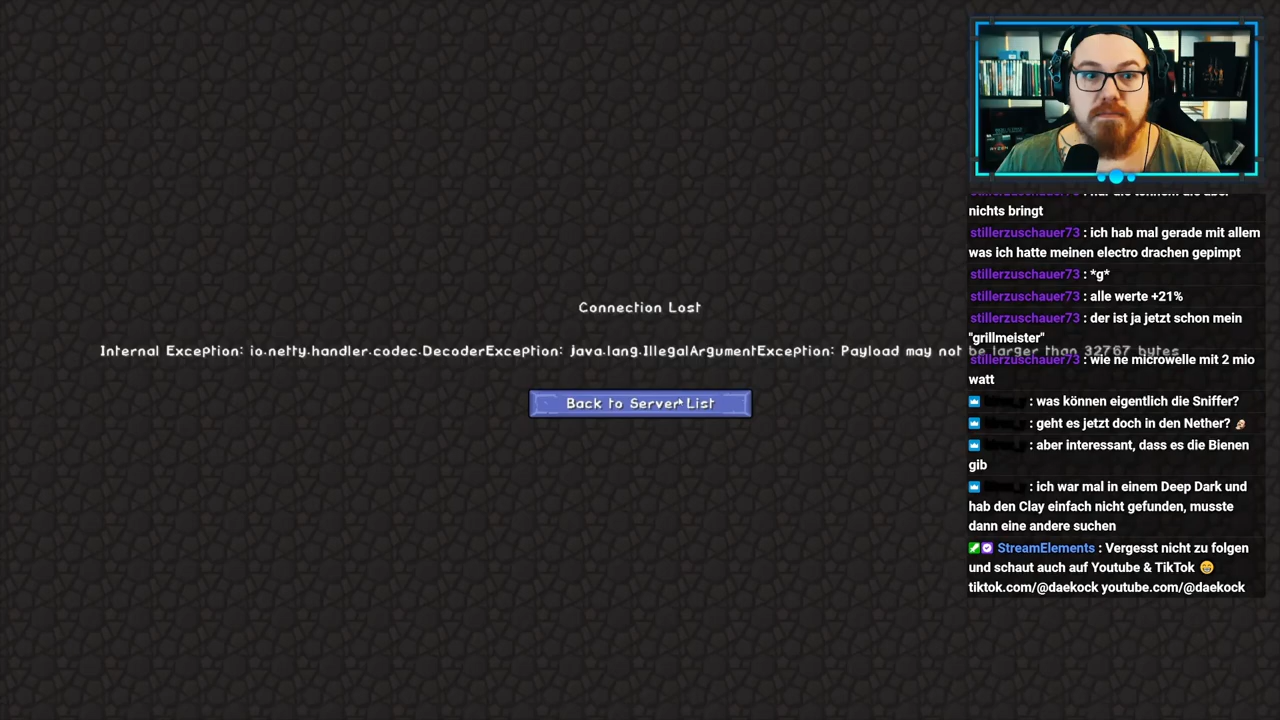 Connection Lost
Internal Exception: io.netty.handler.codec.DecoderException: java.lang.IllegalArgumentException: Payload may not be larger than 32767 bytes
Back to Server List
nichts bringt
stillerzuschauer73 : ich hab mal gerade mit allem
was ich hatte meinen electro drachen gepimpt
stillerzuschauer73 : *g*
stillerzuschauer73 : alle werte +21%
stillerzuschauer73 : der ist ja jetzt schon mein
"grillmeister"
stillerzuschauer73 : wie ne microwelle mit 2 mio
watt
: was können eigentlich die Sniffer?
: geht es jetzt doch in den Nether?
: aber interessant, dass es die Bienen
gib
: ich war mal in einem Deep Dark und
hab den Clay einfach nicht gefunden, musste
dann eine andere suchen
StreamElements : Vergesst nicht zu folgen
und schaut auch auf Youtube & TikTok 😁
tiktok.com/@daekock youtube.com/@daekock